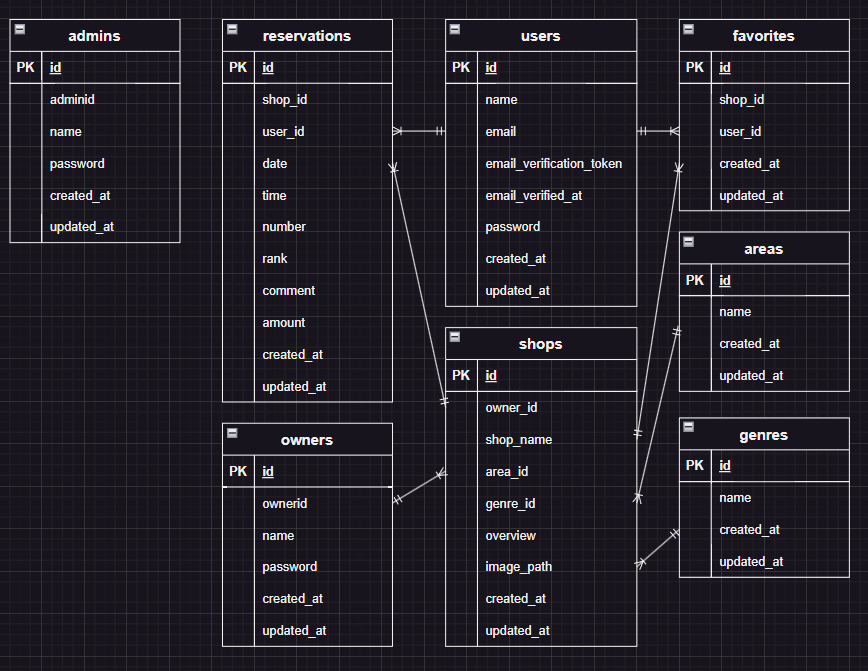 admins
PK id
adminid
name
password
created_at
updated_at
reservations
PK id
shop_id
user_id
date
time
number
rank
comment
amount
created_at
updated_at
users
PK id
name
email
email_verification_token
email_verified_at
password
created_at
updated_at
favorites
PK id
shop_id
user_id
created_at
updated_at
areas
PK id
name
created_at
updated_at
shops
PK id
owner_id
shop_name
area_id
genre_id
overview
image_path
created_at
updated_at
owners
PK id
ownerid
name
password
created_at
updated_at
genres
PK id
name
created_at
updated_at